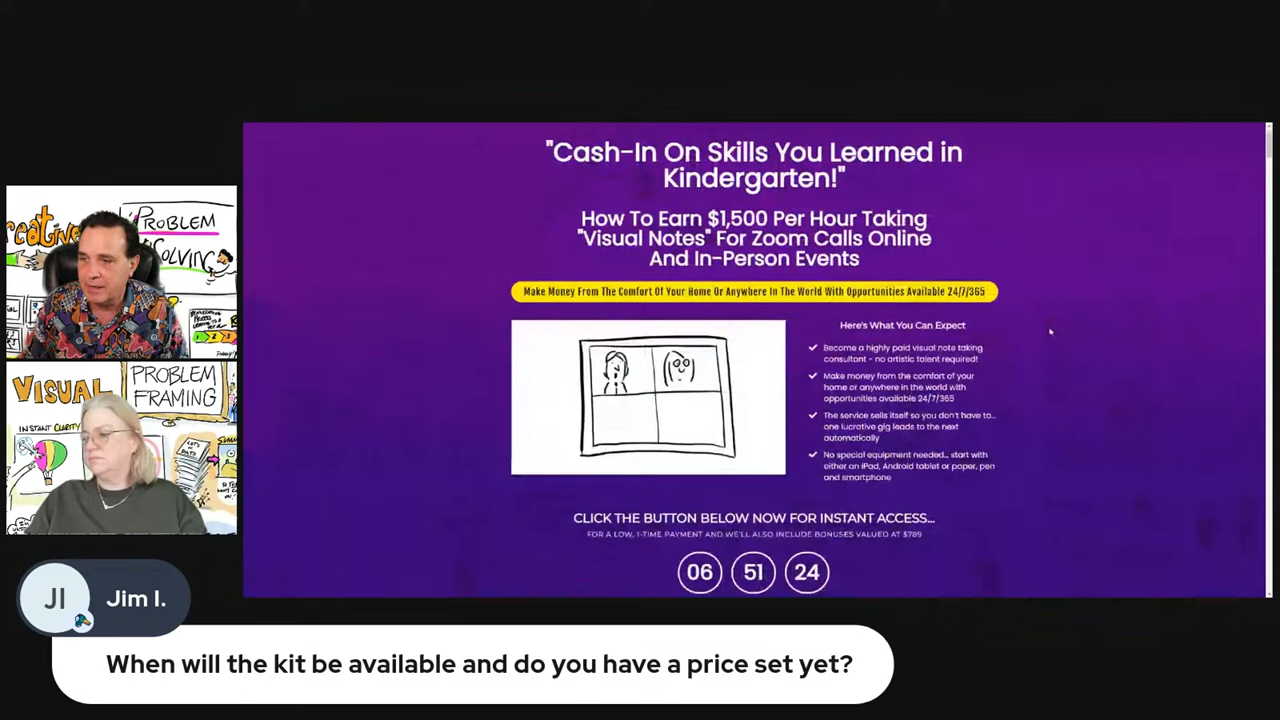 reative
PROBLEM
SOLVING
VISUAL
PROBLEM
FRAMING
INSTANT CLARITY
"Cash-In On Skills You Learned in
Kindergarten!"
How To Earn $1,500 Per Hour Taking
"Visual Notes" For Zoom Calls Online
And In-Person Events
Make Money From The Comfort Of Your Home Or Anywhere In The World With Opportunities Available 24/7/365
Here's What You Can Expect
Become a highly paid visual note taking
consultant - no artistic talent required!
Make money from the comfort of your
home or anywhere in the world with
opportunities available 24/7/365
The service sells itself so you don't have to...
one lucrative gig leads to the next
automatically
No special equipment needed... start with
either an iPad, Android tablet or paper, pen
and smartphone
CLICK THE BUTTON BELOW NOW FOR INSTANT ACCESS...
FOR A LOW, 1-TIME PAYMENT AND WE'LL ALSO INCLUDE BONUSES VALUED AT $789
06 51 24
JI Jim I.
When will the kit be available and do you have a price set yet?